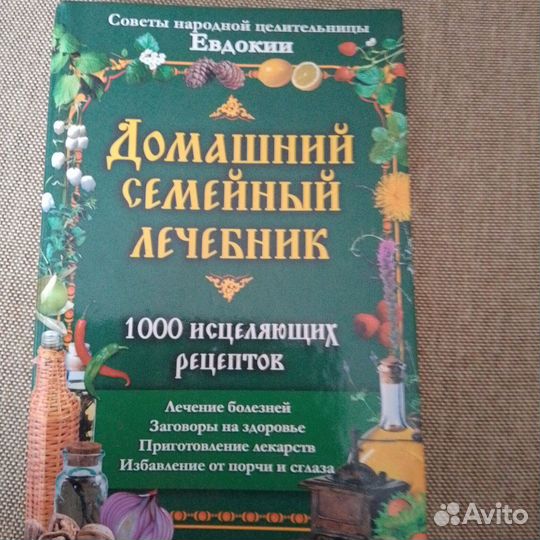 Советы народной целительницы
Евдокии
Домашний
семейный
лечебник
1000 исцеляющих
рецептов
Лечение болезней
Заговоры на здоровье
Приготовление лекарств
Избавление от порчи и сглаза
Avito